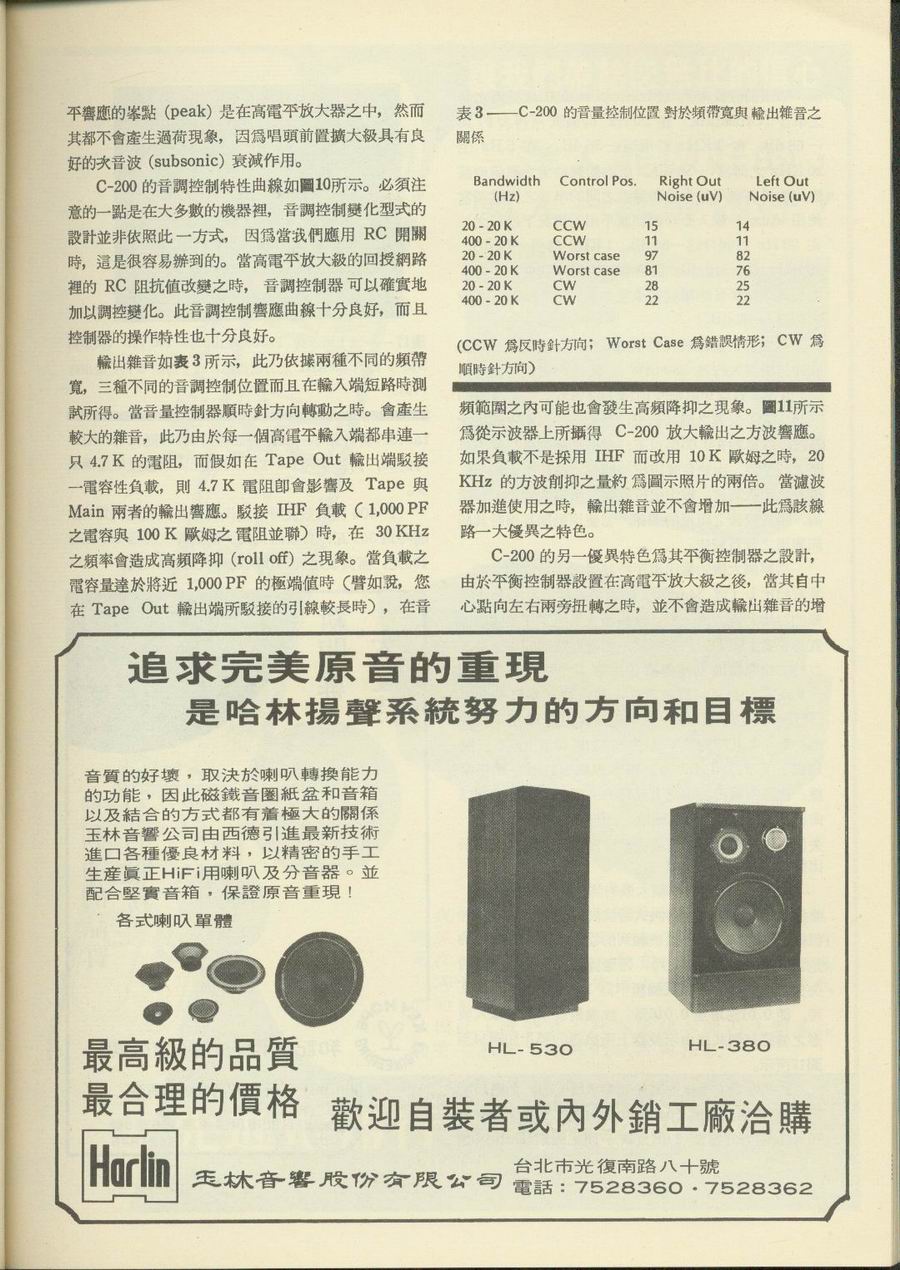 平響應的峯點 (peak) 是在高電平放大器之中，然而
其都不會產生過荷現象，因爲唱頭前置擴大級具有良
好的次音波 (subsonic) 衰減作用。
C-200 的音調控制特性曲線如圖10所示。必須注
意的一點是在大多數的機器裡，音調控制變化型式的
設計並非依照此一方式，因爲當我們應用 RC 開關
時，這是很容易辦到的。當高電平放大級的回授網路
裡的 RC 阻抗值改變之時，音調控制器可以確實地
加以調控變化。此音調控制響應曲線十分良好，而且
控制器的操作特性也十分良好。
輸出雜音如表 3 所示，此乃依據兩種不同的頻帶
寬，三種不同的音調控制位置而且在輸入端短路時測
試所得。當音量控制器順時針方向轉動之時。會產生
較大的雜音，此乃由於每一個高電平輸入端都串連一
只 4.7 K 的電阻，而假如在 Tape Out 輸出端駁接
一電容性負載，則 4.7 K 電阻卽會影響及 Tape 與
Main 兩者的輸出響應。駁接 IHF 負載（1,000 PF
之電容與 100 K 歐姆之電阻並聯）時，在 30 KHz
之頻率會造成高頻降抑 (roll off) 之現象。當負載之
電容量達於將近 1,000 PF 的極端值時（譬如說，您
在 Tape Out 輸出端所駁接的引線較長時），在音
表 3 ——C-200 的音量控制位置對於頻帶寬與輸出雜音之
關係
Bandwidth Control Pos. Right Out Left Out
(Hz) Noise (uV) Noise (uV)
20 - 20 K CCW 15 14
400 - 20 K CCW 11 11
20 - 20 K Worst case 97 82
400 - 20 K Worst case 81 76
20 - 20 K CW 28 25
400 - 20 K CW 22 22
(CCW 爲反時針方向；Worst Case 爲錯誤情形；CW 爲
順時針方向)
頻範圍之內可能也會發生高頻降抑之現象。圖11所示
爲從示波器上所攝得 C-200 放大輸出之方波響應。
如果負載不是採用 IHF 而改用 10 K 歐姆之時，20
KHz 的方波削抑之量約爲圖示照片的兩倍。當濾波
器加進使用之時，輸出雜音並不會增加——此爲該線
路一大優異之特色。
C-200 的另一優異特色爲其平衡控制器之設計，
由於平衡控制器設置在高電平放大級之後，當其自中
心點向左右兩旁扭轉之時，並不會造成輸出雜音的增
追求完美原音的重現
是哈林揚聲系統努力的方向和目標
音質的好壞，取決於喇叭轉換能力
的功能，因此磁鐵音圈紙盆和音箱
以及結合的方式都有着極大的關係
玉林音響公司由西德引進最新技術
進口各種優良材料，以精密的手工
生産眞正HiFi用喇叭及分音器。並
配合堅實音箱，保證原音重現！
各式喇叭單體
HL-530
HL-380
最高級的品質
最合理的價格
歡迎自裝者或內外銷工廠洽購
Harlin
玉林音響股份有限公司
台北市光復南路八十號
電話：7528360．7528362